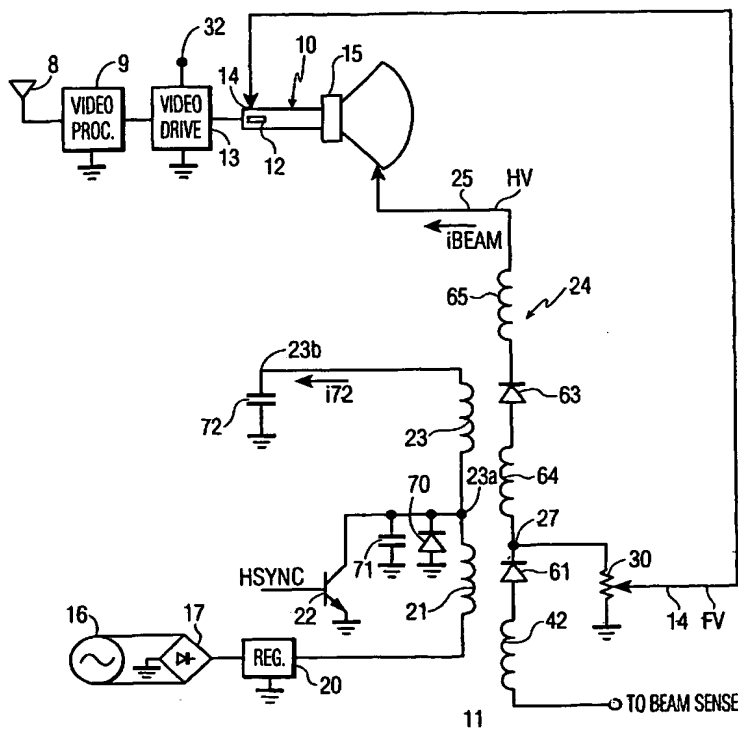 32
8
9
10
15
14
VIDEO
PROC.
VIDEO
DRIVE
13
12
25
HV
iBEAM
65
24
23b
i72
72
23
63
64
23a
70
27
30
71
61
HSYNC
22
21
14
FV
16
17
42
REG.
20
TO BEAM SENSE
11